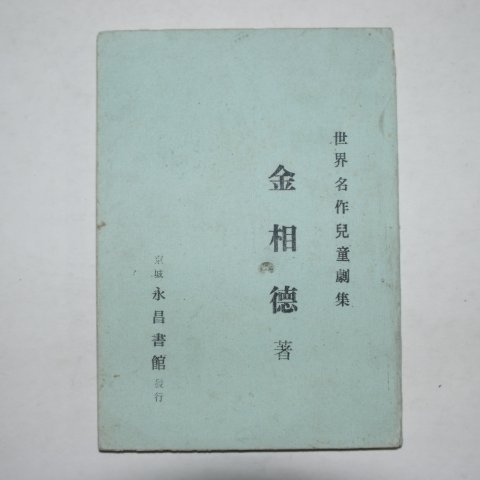 世界名作兒童劇集
金相德 著
京城 永昌書館 發行